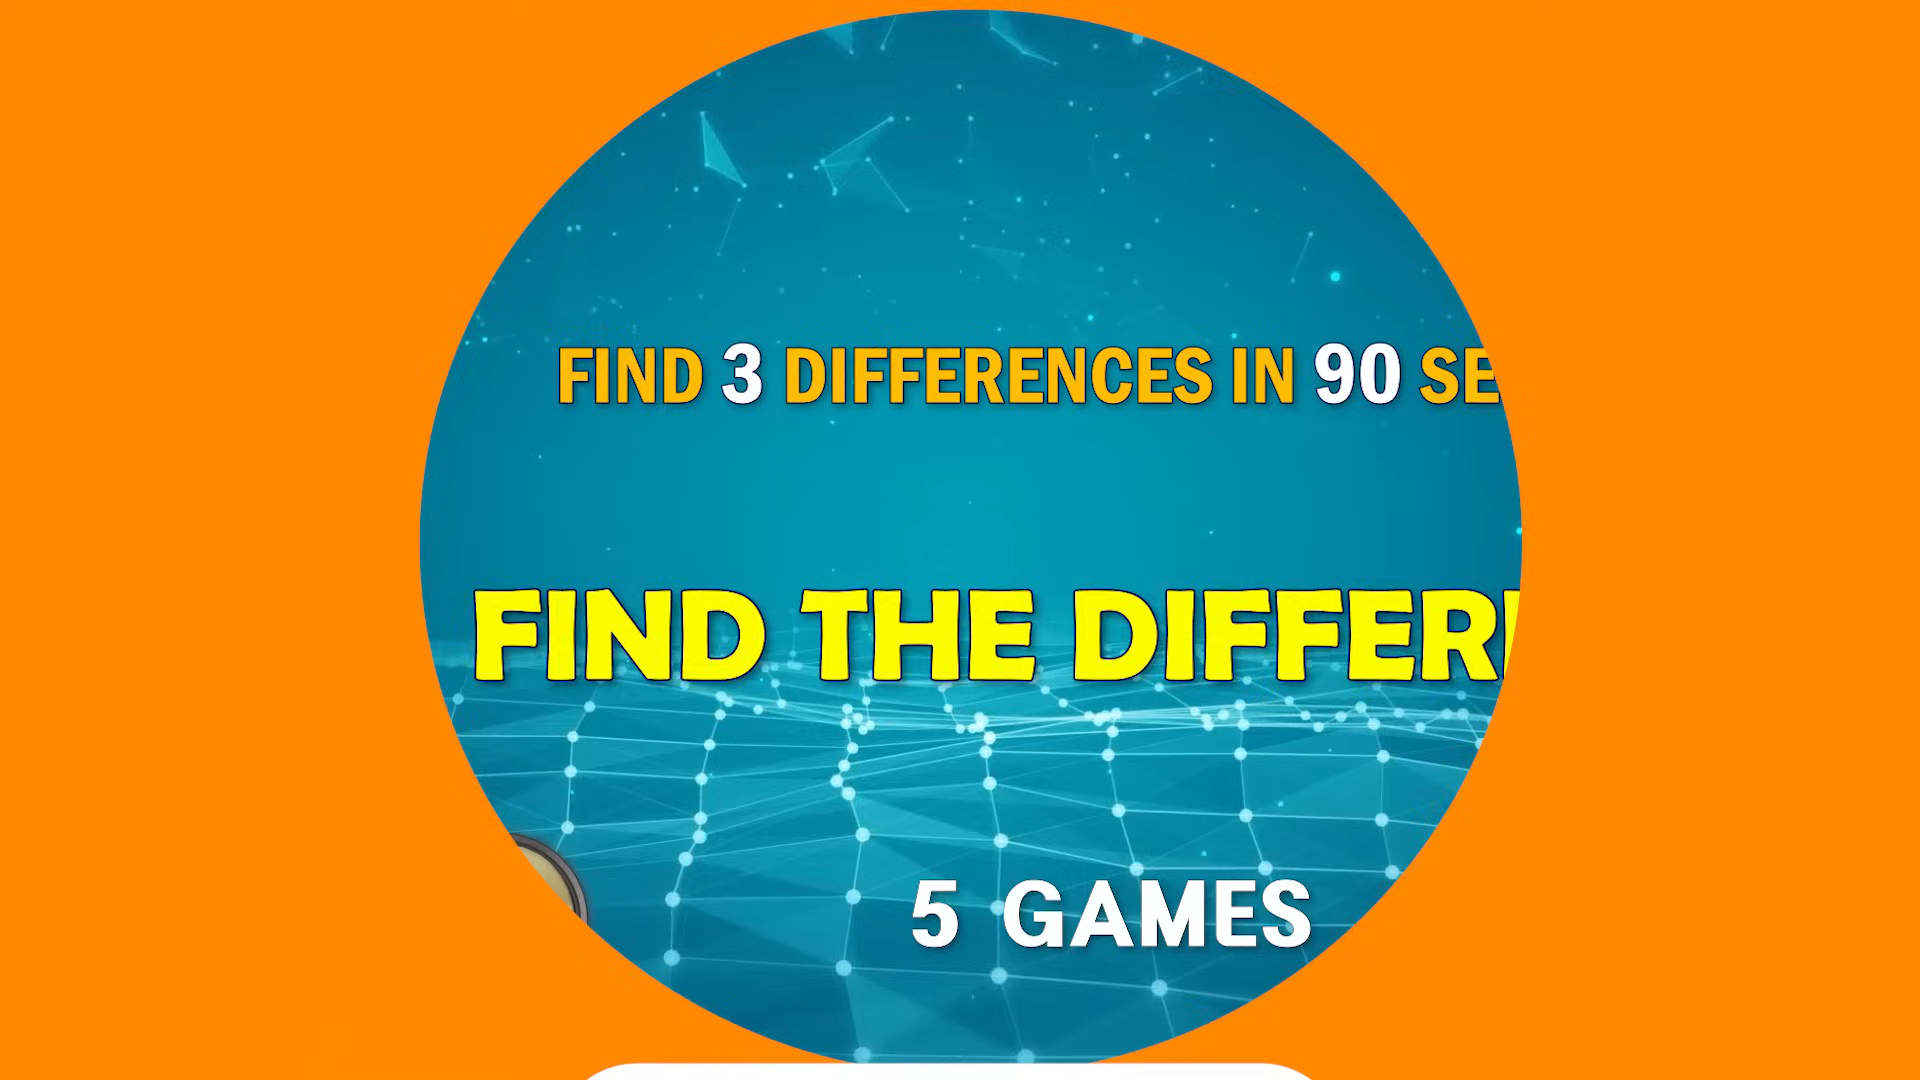 FIND 3 DIFFERENCES IN 90 SE
FIND THE DIFFER
5 GAMES